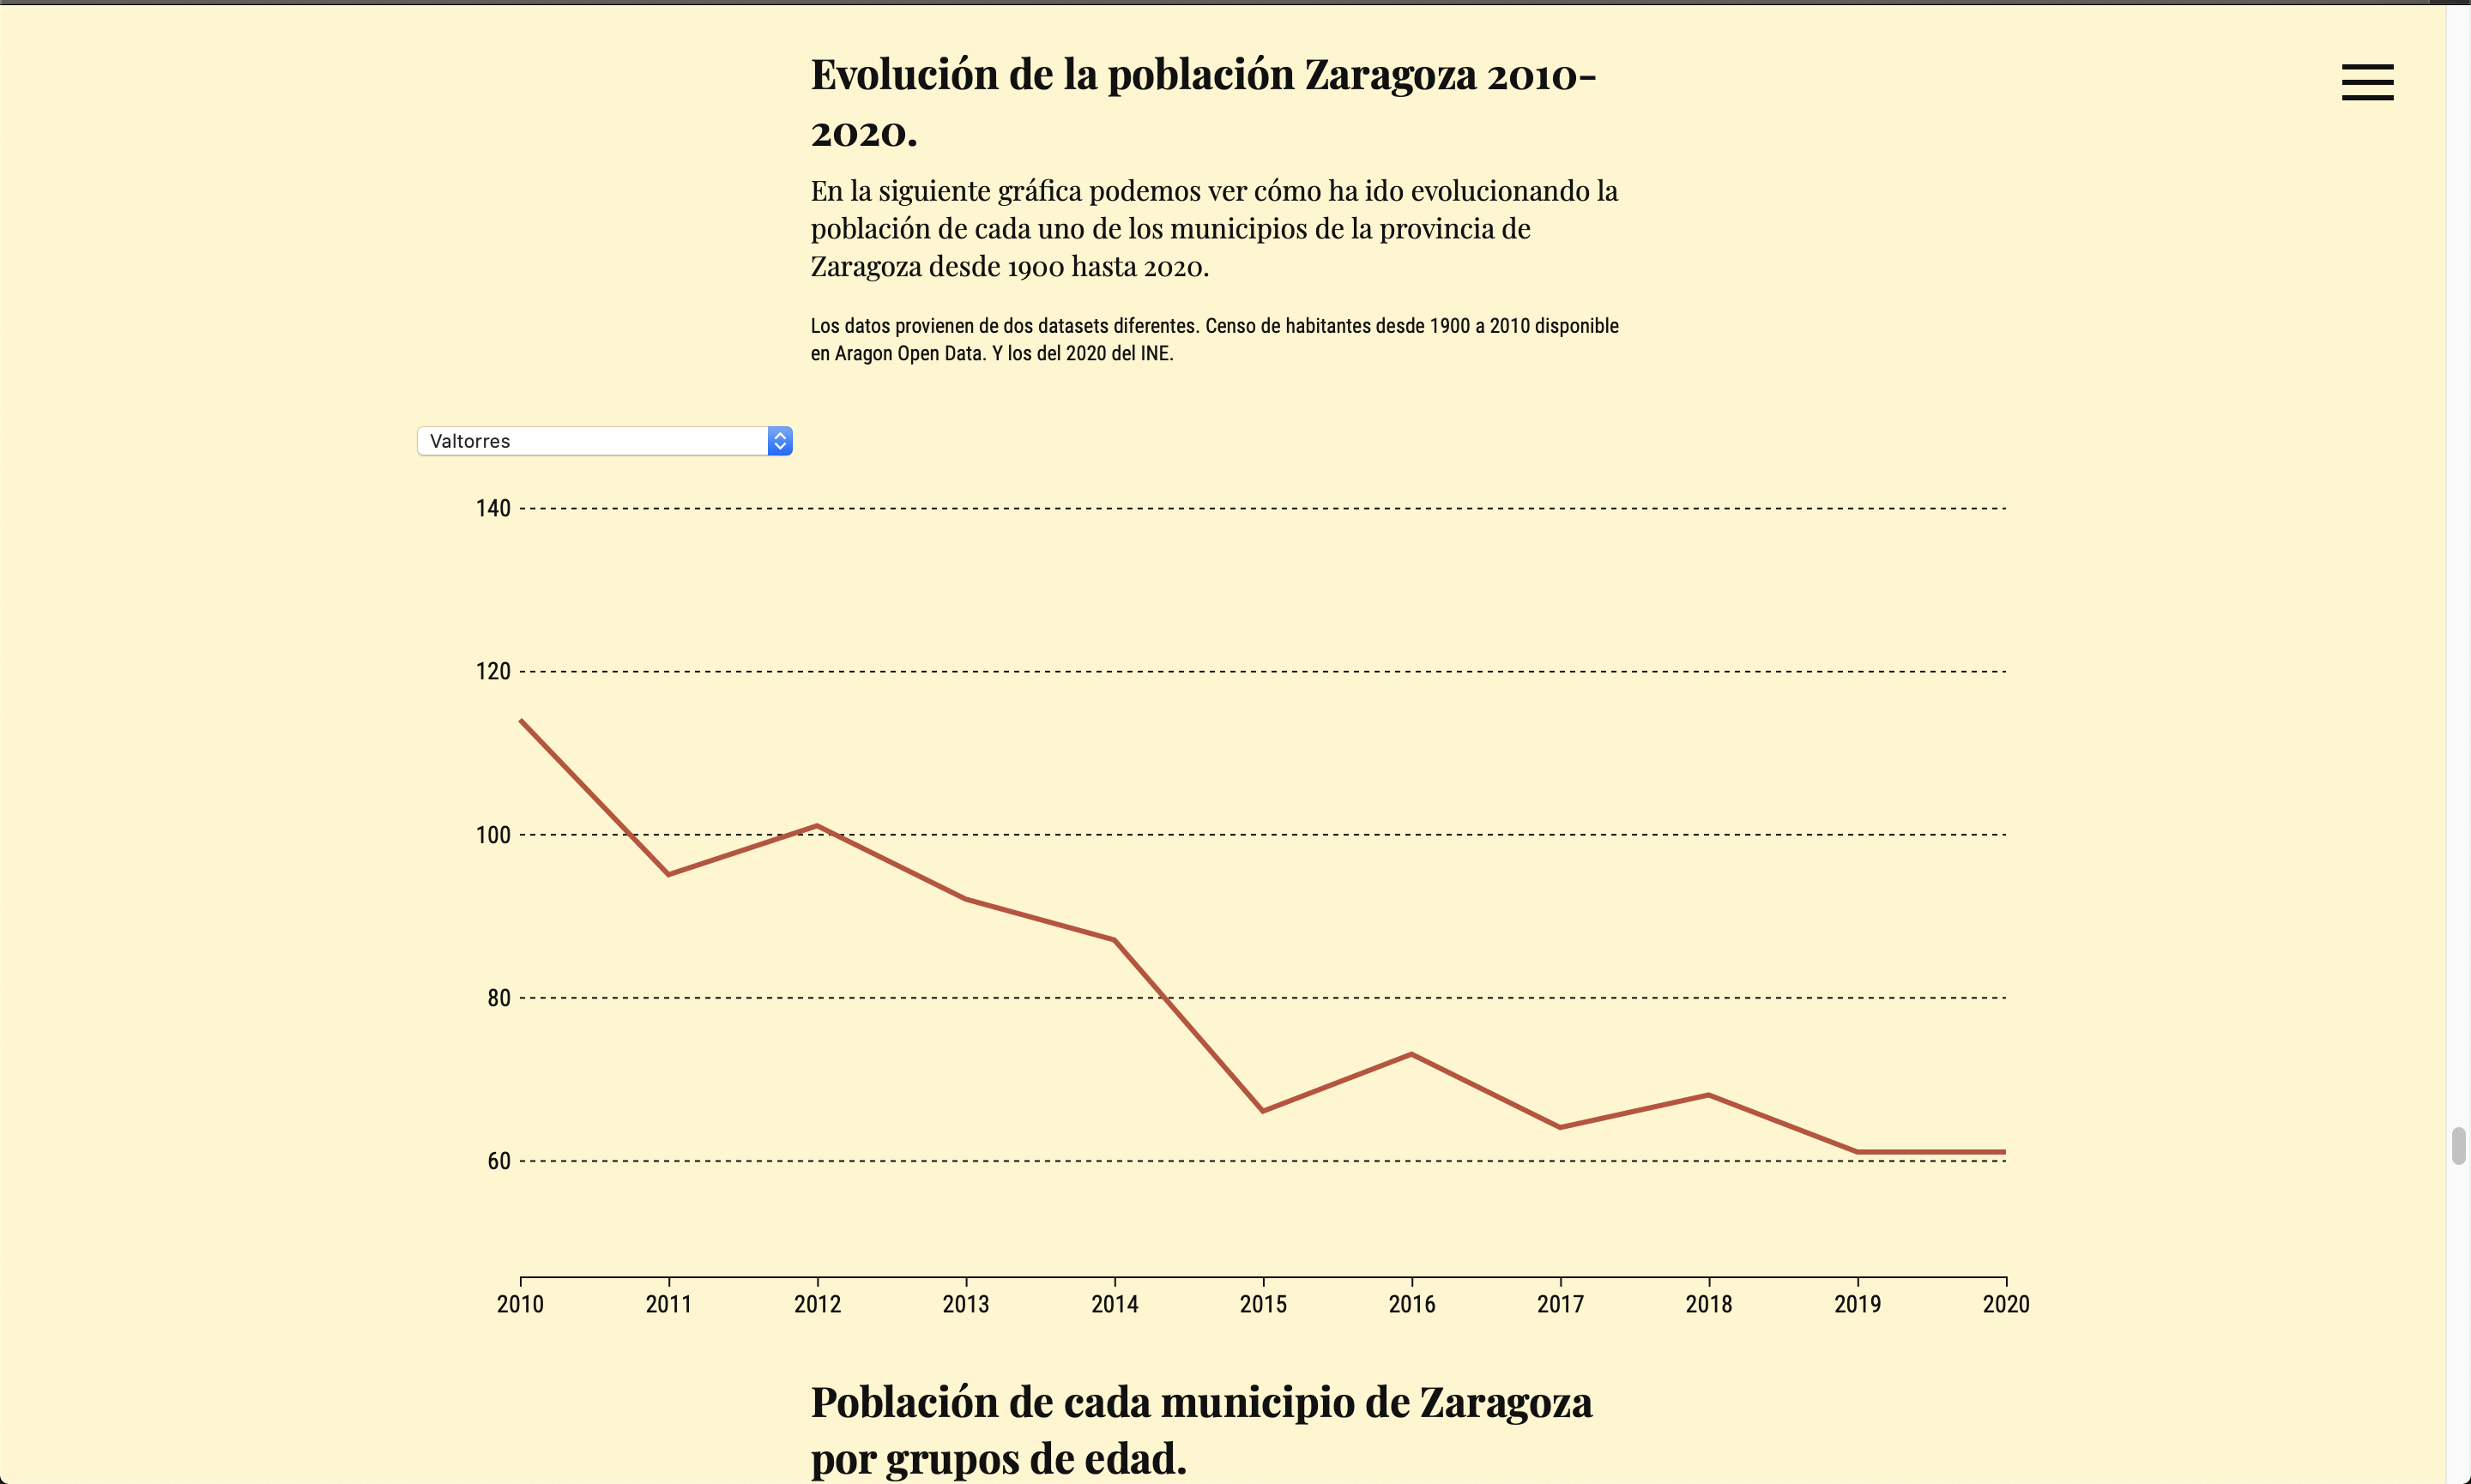 Evolución de la población Zaragoza 2010-
2020.
En la siguiente gráfica podemos ver cómo ha ido evolucionando la
población de cada uno de los municipios de la provincia de
Zaragoza desde 1900 hasta 2020.
Los datos provienen de dos datasets diferentes. Censo de habitantes desde 1900 a 2010 disponible
en Aragon Open Data. Y los del 2020 del INE.
Valtorres
140
120
100
80
60
2010 2011 2012 2013 2014 2015 2016 2017 2018 2019 2020
Población de cada municipio de Zaragoza
por grupos de edad.